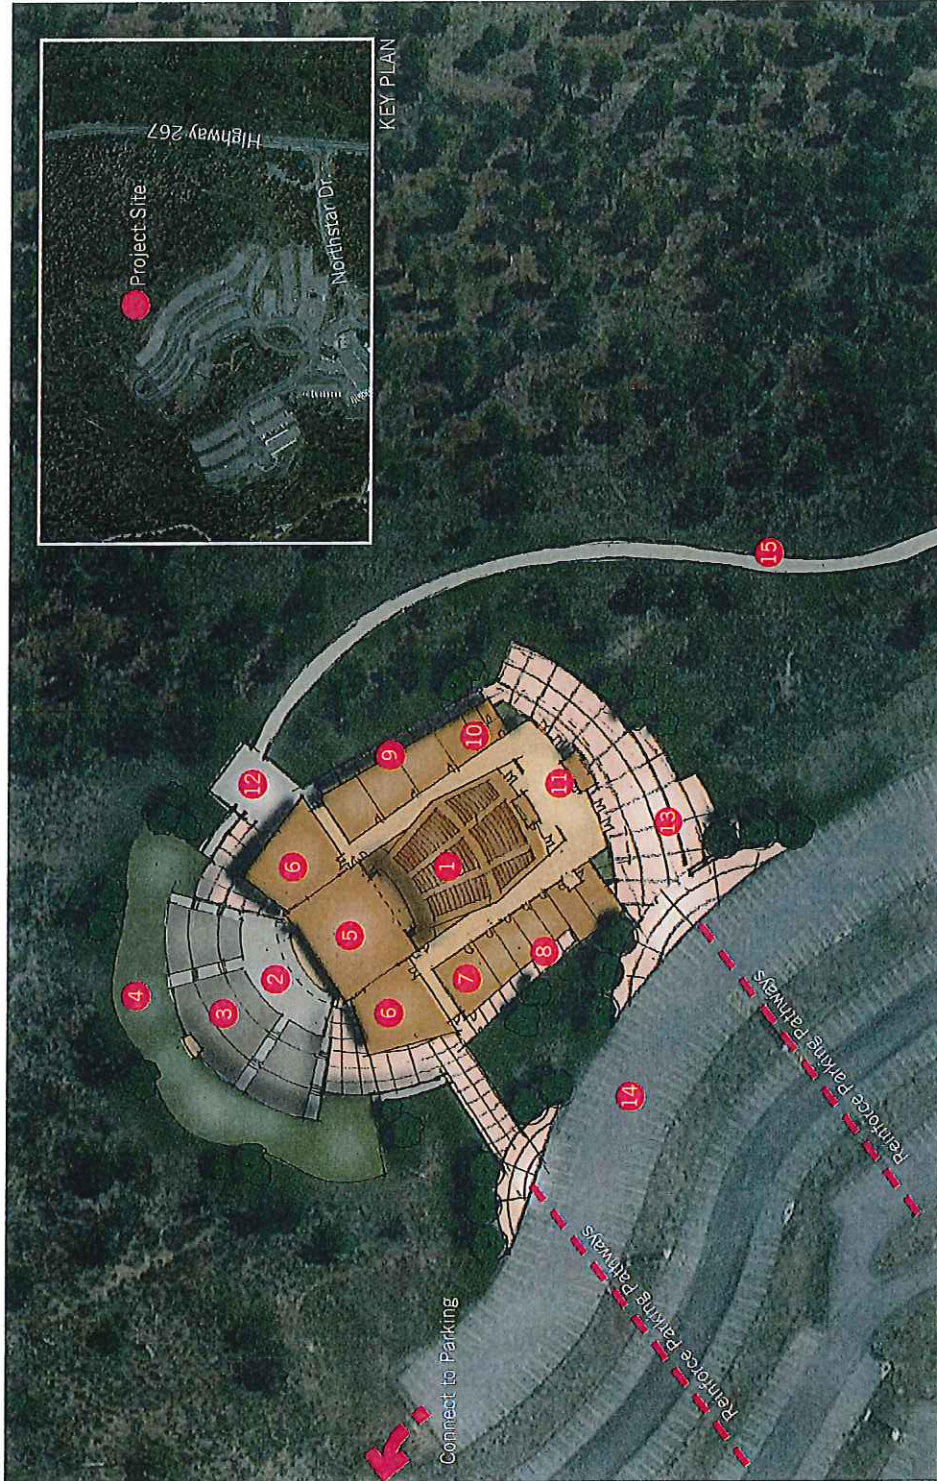 KEY PLAN
Highway 267
Project Site
Northstar Dr.
15
12
9
10
11
13
6
1
5
8
7
6
4
3
2
14
Reinforce Parking Pathways
Reinforce Parking Pathways
Connect to Parking